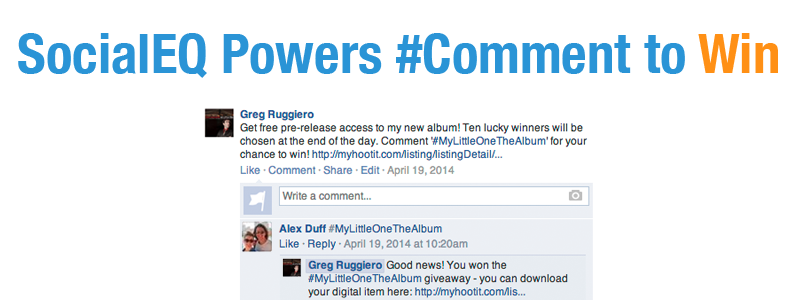 SocialEQ Powers #Comment to Win
Greg Ruggiero
Get free pre-release access to my new album! Ten lucky winners will be
chosen at the end of the day. Comment '#MyLittleOneTheAlbum' for your
chance to win! http://myhootit.com/listing/listingDetail/...
Like · Comment · Share · Edit · April 19, 2014
Write a comment...
Alex Duff #MyLittleOneTheAlbum
Like · Reply · April 19, 2014 at 10:20am
Greg Ruggiero Good news! You won the
#MyLittleOneTheAlbum giveaway - you can download
your digital item here: http://myhootit.com/lis...